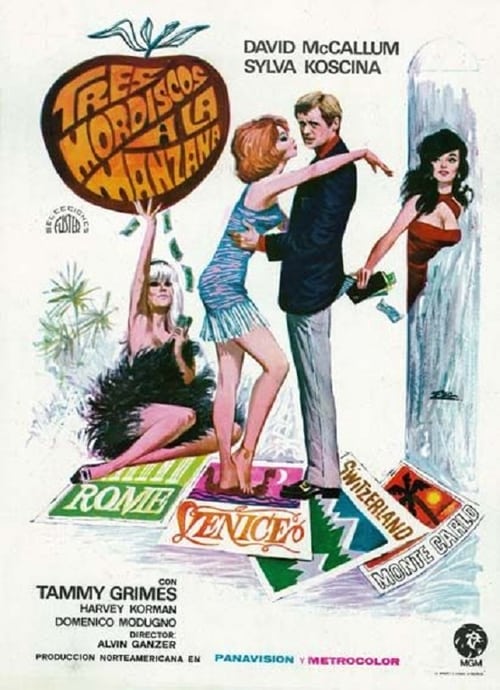 DAVID McCALLUM
SYLVA KOSCINA
TRES
MORDISCOS
A LA
MANZANA
SELECCIONES
FUSTER
ROME
VENICE
SWITZERLAND
MONTE CARLO
CON
TAMMY GRIMES
HARVEY KORMAN
DOMENICO MODUGNO
DIRECTOR:
ALVIN GANZER
PRODUCCION NORTEAMERICANA EN PANAVISION Y METROCOLOR
MGM